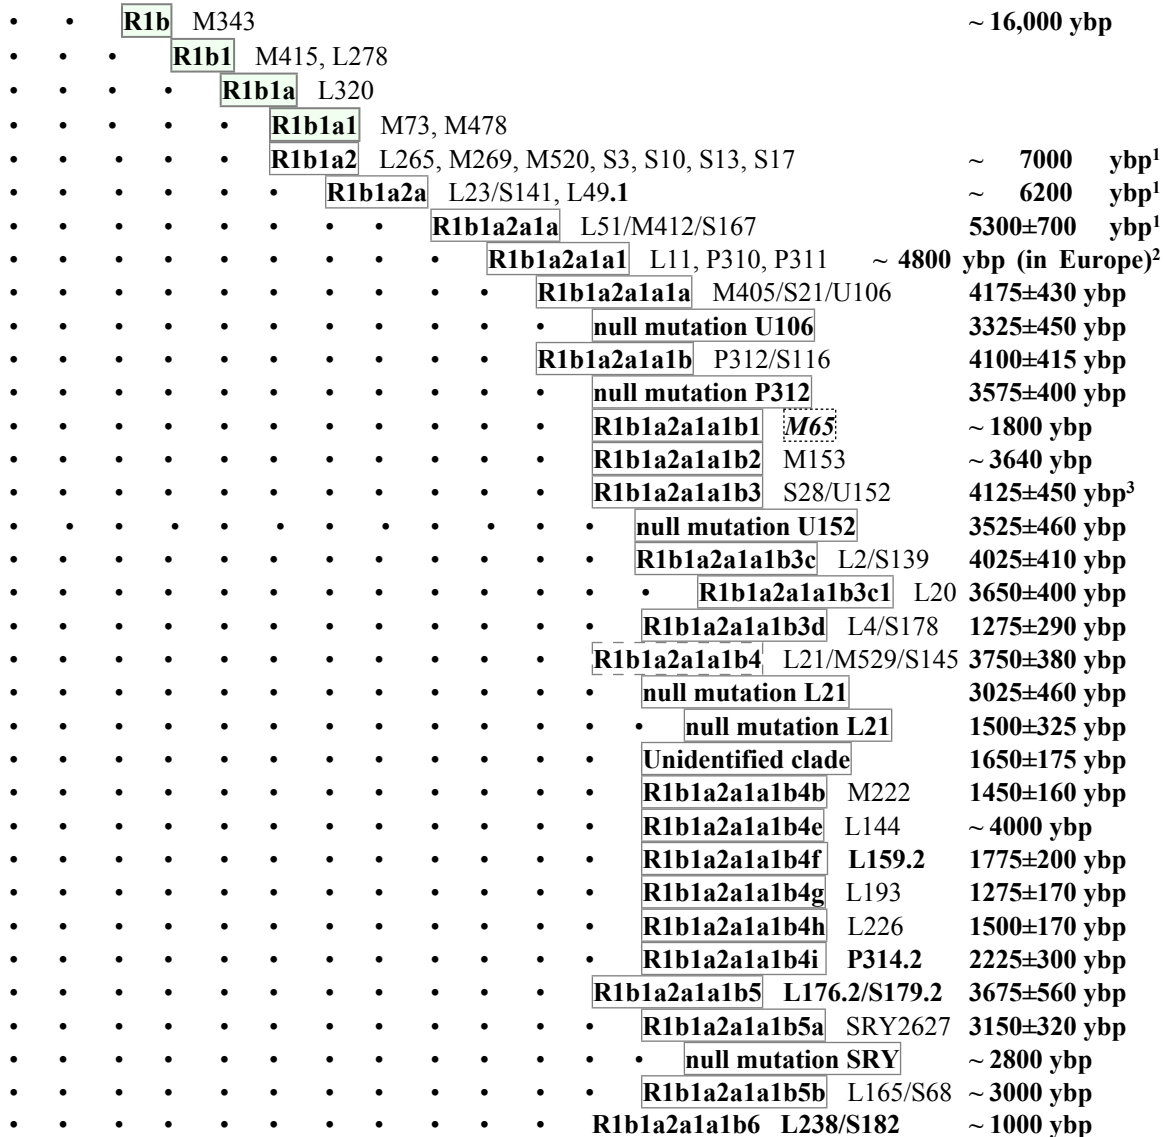 • • R1b M343 ~ 16,000 ybp
• • • R1b1 M415, L278
• • • • R1b1a L320
• • • • • R1b1a1 M73, M478
• • • • • R1b1a2 L265, M269, M520, S3, S10, S13, S17 ~ 7000 ybp¹
• • • • • • R1b1a2a L23/S141, L49.1 ~ 6200 ybp¹
• • • • • • • • R1b1a2a1a L51/M412/S167 5300±700 ybp¹
• • • • • • • • • R1b1a2a1a1 L11, P310, P311 ~ 4800 ybp (in Europe)²
• • • • • • • • • • R1b1a2a1a1a M405/S21/U106 4175±430 ybp
• • • • • • • • • • • null mutation U106 3325±450 ybp
• • • • • • • • • • R1b1a2a1a1b P312/S116 4100±415 ybp
• • • • • • • • • • • null mutation P312 3575±400 ybp
• • • • • • • • • • • R1b1a2a1a1b1 M65 ~ 1800 ybp
• • • • • • • • • • • R1b1a2a1a1b2 M153 ~ 3640 ybp
• • • • • • • • • • • R1b1a2a1a1b3 S28/U152 4125±450 ybp³
• • • • • • • • • • • • null mutation U152 3525±460 ybp
• • • • • • • • • • • • R1b1a2a1a1b3c L2/S139 4025±410 ybp
• • • • • • • • • • • • • R1b1a2a1a1b3c1 L20 3650±400 ybp
• • • • • • • • • • • • R1b1a2a1a1b3d L4/S178 1275±290 ybp
• • • • • • • • • • • R1b1a2a1a1b4 L21/M529/S145 3750±380 ybp
• • • • • • • • • • • • null mutation L21 3025±460 ybp
• • • • • • • • • • • • • null mutation L21 1500±325 ybp
• • • • • • • • • • • • Unidentified clade 1650±175 ybp
• • • • • • • • • • • • R1b1a2a1a1b4b M222 1450±160 ybp
• • • • • • • • • • • • R1b1a2a1a1b4e L144 ~ 4000 ybp
• • • • • • • • • • • • R1b1a2a1a1b4f L159.2 1775±200 ybp
• • • • • • • • • • • • R1b1a2a1a1b4g L193 1275±170 ybp
• • • • • • • • • • • • R1b1a2a1a1b4h L226 1500±170 ybp
• • • • • • • • • • • • R1b1a2a1a1b4i P314.2 2225±300 ybp
• • • • • • • • • • • R1b1a2a1a1b5 L176.2/S179.2 3675±560 ybp
• • • • • • • • • • • • R1b1a2a1a1b5a SRY2627 3150±320 ybp
• • • • • • • • • • • • • null mutation SRY ~ 2800 ybp
• • • • • • • • • • • • R1b1a2a1a1b5b L165/S68 ~ 3000 ybp
• • • • • • • • • • • R1b1a2a1a1b6 L238/S182 ~ 1000 ybp